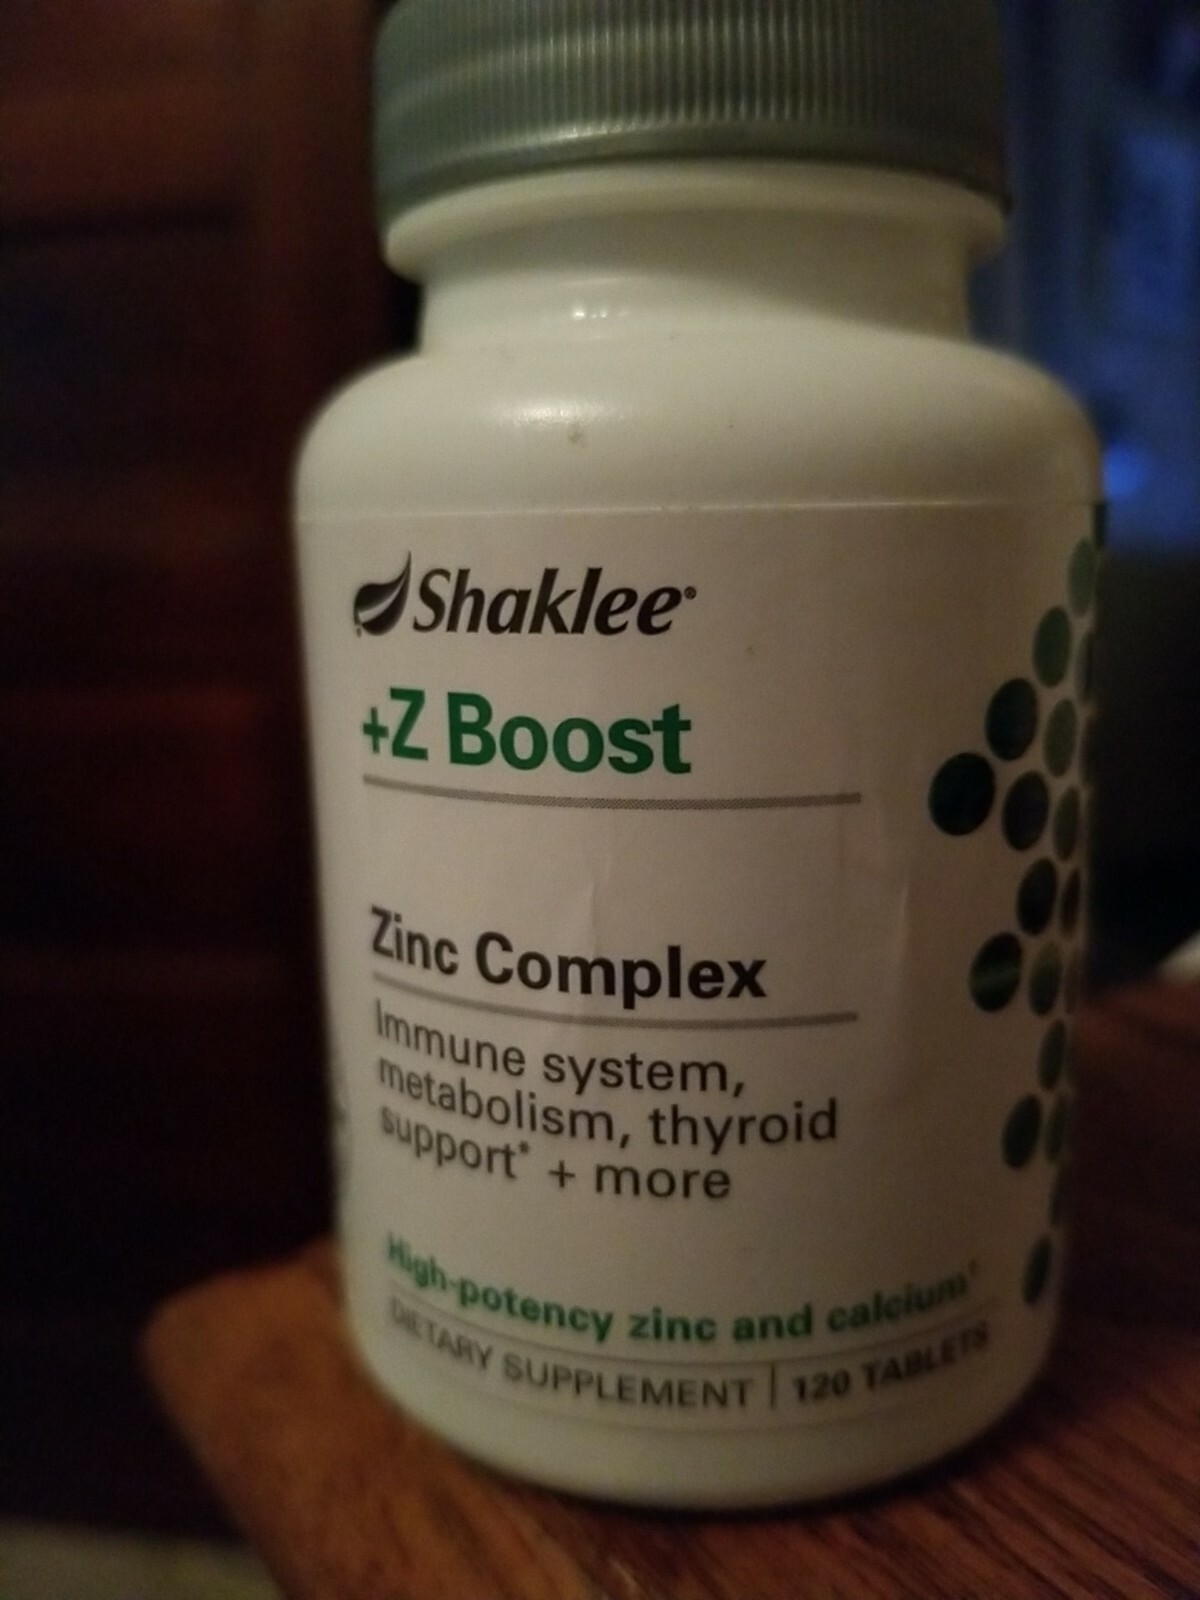 Shaklee®
+Z Boost
Zinc Complex
Immune system,
metabolism, thyroid
support* + more
High-potency zinc and calcium†
DIETARY SUPPLEMENT | 120 TABLETS